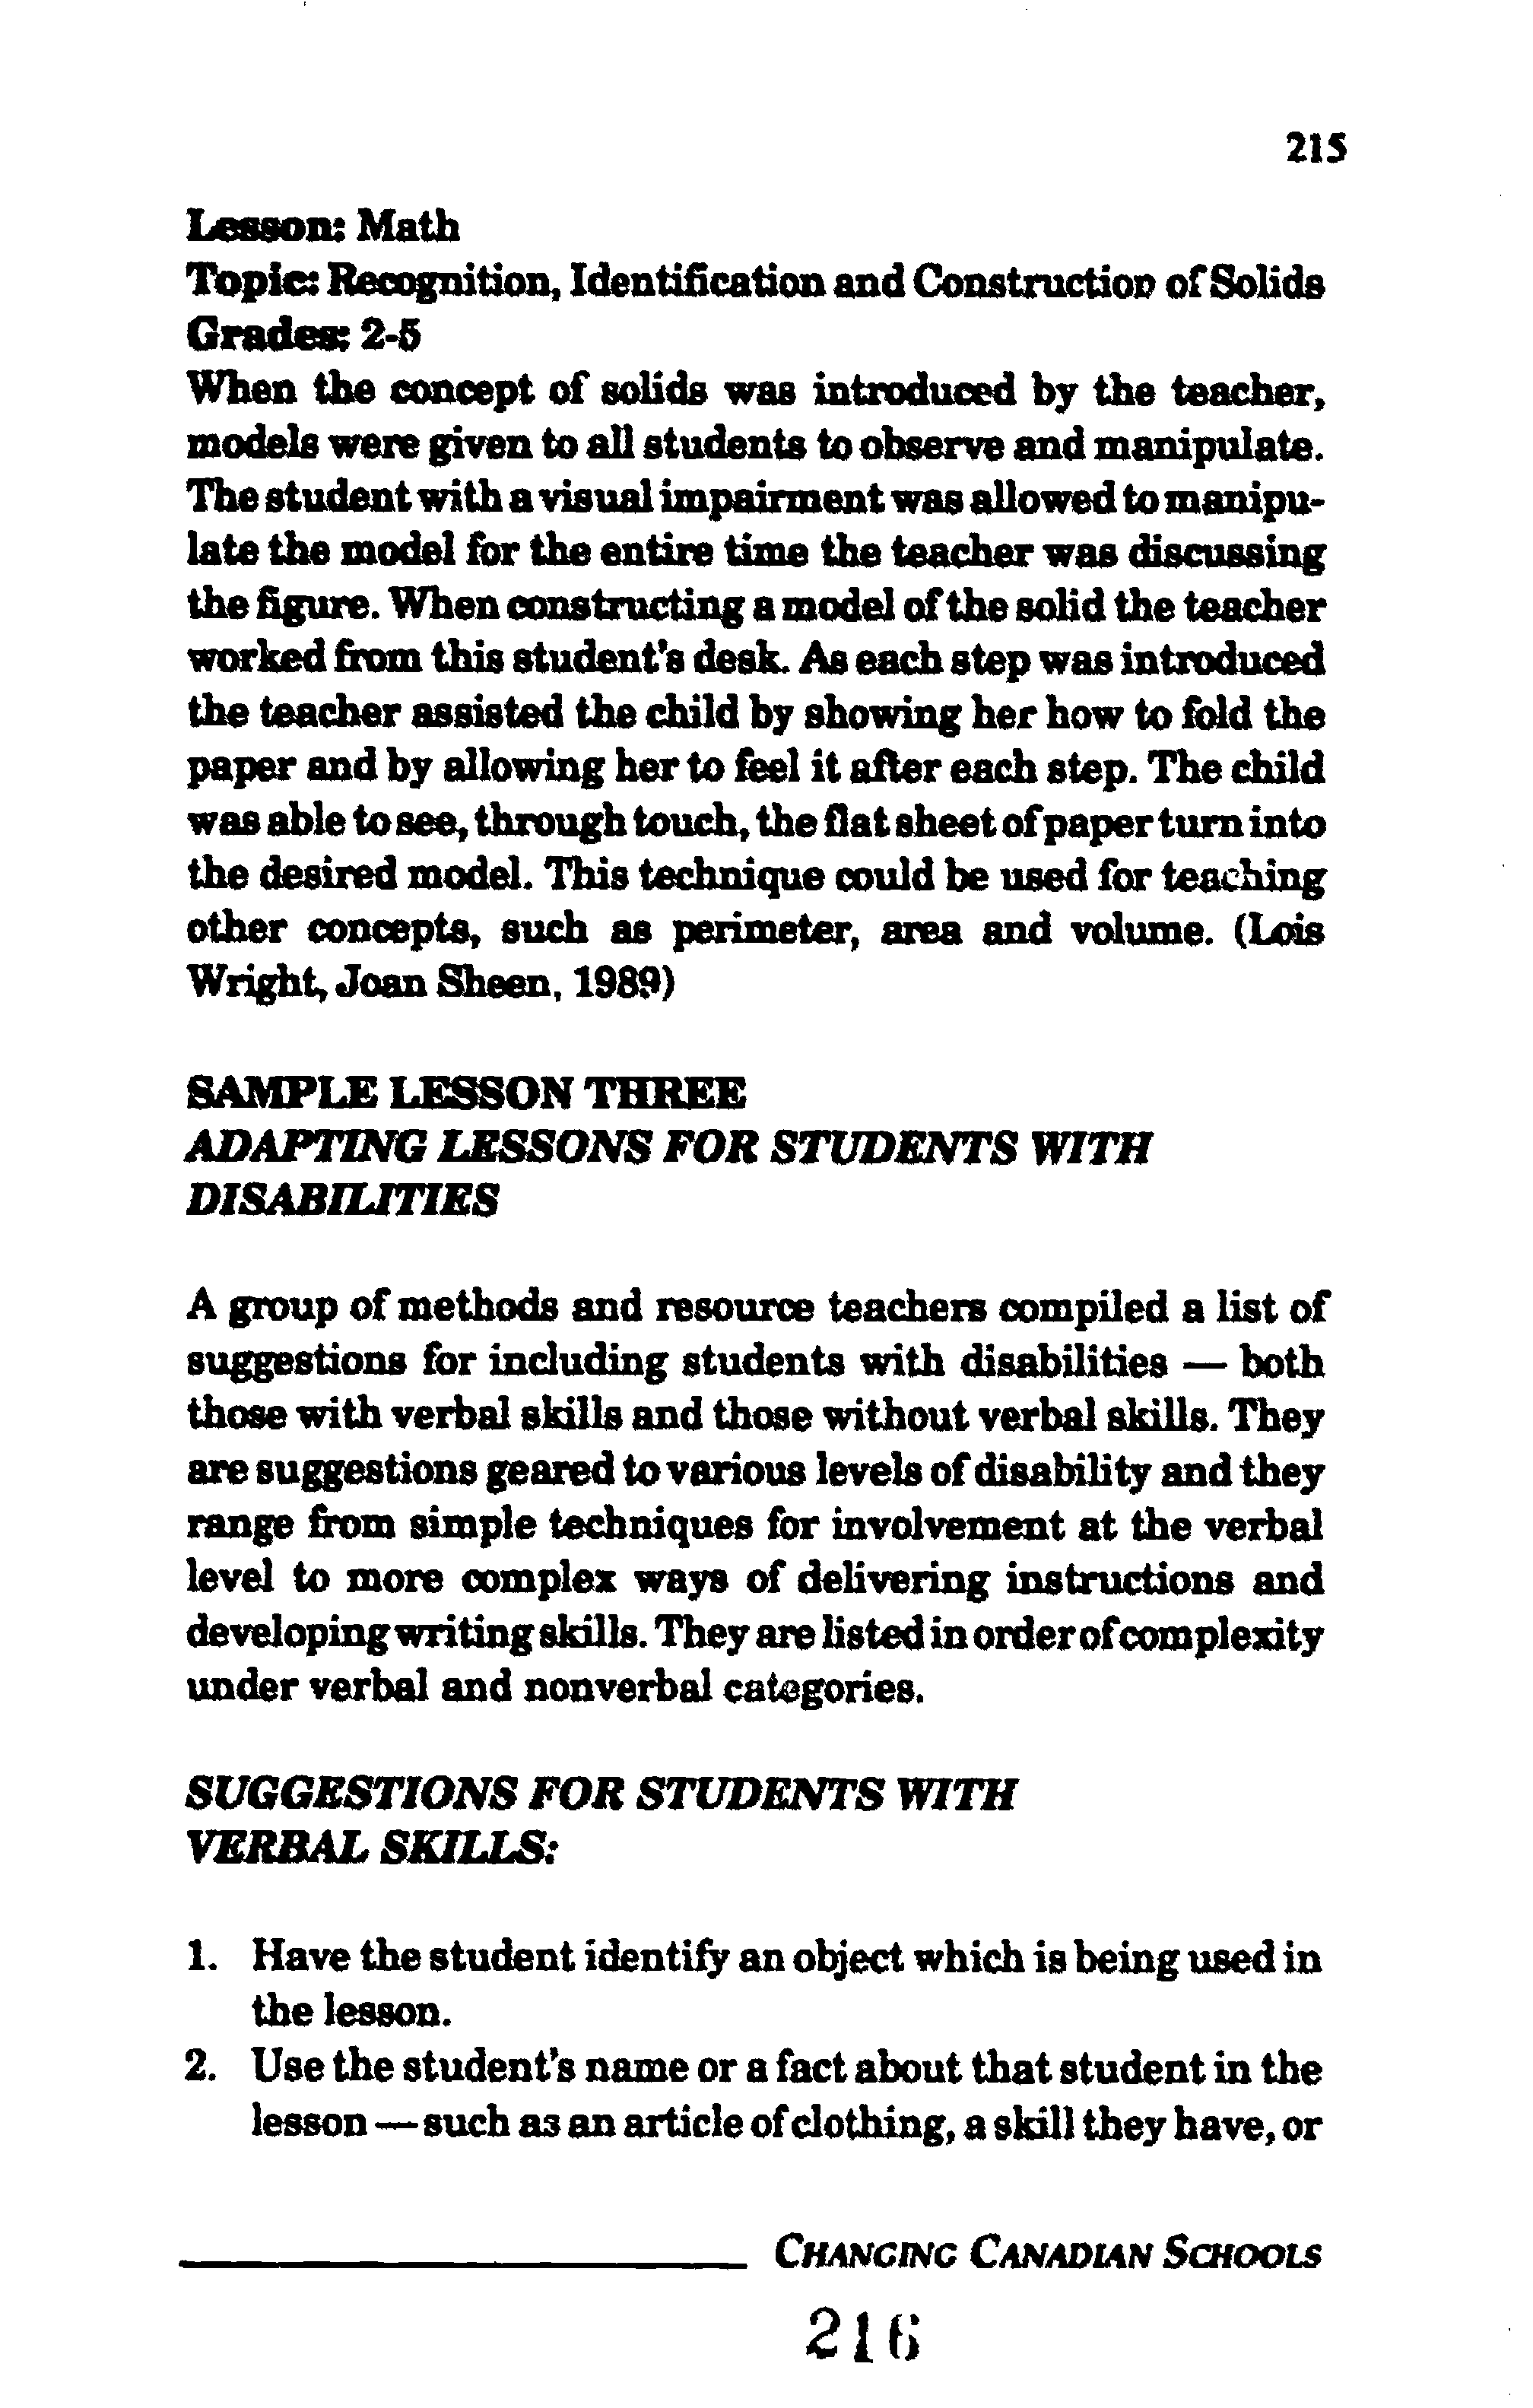 215
Lesson: Math
Topic: Recognition, Identification and Construction of Solids
Grades: 2-5
When the concept of solids was introduced by the teacher,
models were given to all students to observe and manipulate.
The student with a visual impairment was allowed to manipu-
late the model for the entire time the teacher was discussing
the figure. When constructing a model of the solid the teacher
worked from this student's desk. As each step was introduced
the teacher assisted the child by showing her how to fold the
paper and by allowing her to feel it after each step. The child
was able to see, through touch, the flat sheet of paper turn into
the desired model. This technique could be used for teaching
other concepts, such as perimeter, area and volume. (Lois
Wright, Joan Sheen, 1989)
SAMPLE LESSON THREE
ADAPTING LESSONS FOR STUDENTS WITH
DISABILITIES
A group of methods and resource teachers compiled a list of
suggestions for including students with disabilities — both
those with verbal skills and those without verbal skills. They
are suggestions geared to various levels of disability and they
range from simple techniques for involvement at the verbal
level to more complex ways of delivering instructions and
developing writing skills. They are listed in order of complexity
under verbal and nonverbal categories.
SUGGESTIONS FOR STUDENTS WITH
VERBAL SKILLS:
1. Have the student identify an object which is being used in
the lesson.
2. Use the student's name or a fact about that student in the
lesson — such as an article of clothing, a skill they have, or
CHANGING CANADIAN SCHOOLS
216